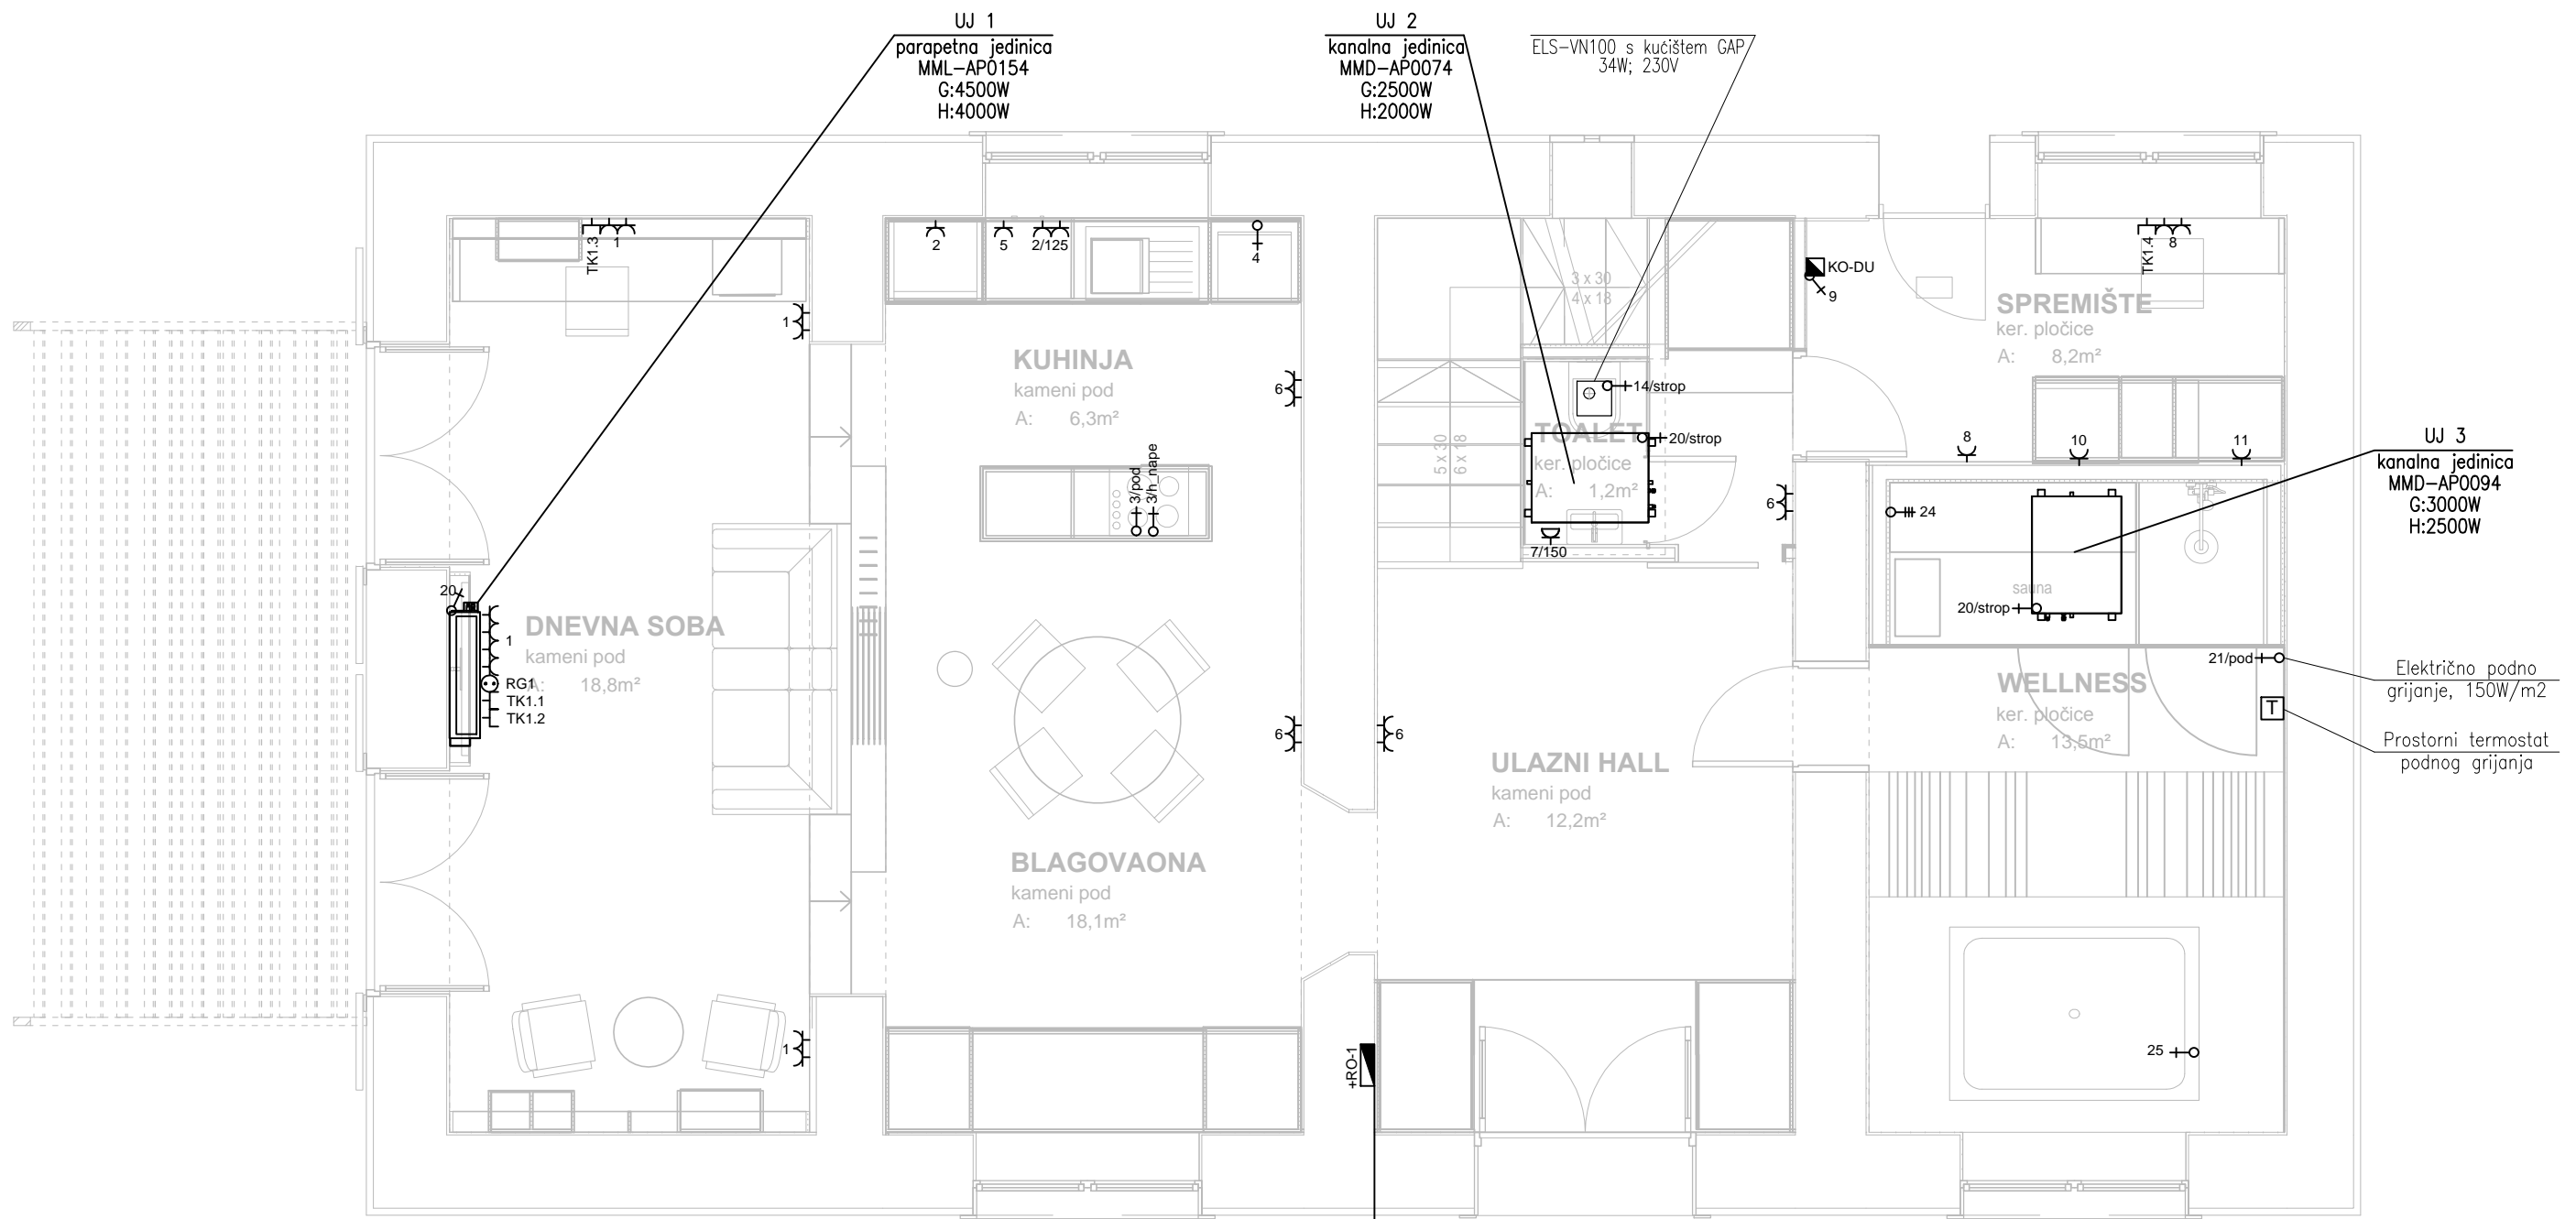 UJ 1
parapetna jedinica
MML-AP0154
G:4500W
H:4000W
UJ 2
kanalna jedinica
MMD-AP0074
G:2500W
H:2000W
ELS-VN100 s kućištem GAP
34W; 230V
TK1.3
1
2
5
2/125
4
3 x 30
4 x 18
KO-DU
9
TK1.4
8
SPREMIŠTE
ker. pločice
A: 8,2m²
1
KUHINJA
kameni pod
A: 6,3m²
6
14/strop
TOALET
20/strop
ker. pločice
A: 1,2m²
5 x 30
6 x 18
7/150
6
8
10
11
UJ 3
kanalna jedinica
MMD-AP0094
G:3000W
H:2500W
3/pod
3/h_nape
24
sauna
20/strop
20
1
DNEVNA SOBA
kameni pod
A: 18,8m²
RG1
TK1.1
TK1.2
21/pod
Električno podno
grijanje, 150W/m2
WELLNESS
ker. pločice
A: 13,5m²
T
Prostorni termostat
podnog grijanja
6
6
ULAZNI HALL
kameni pod
A: 12,2m²
BLAGOVAONA
kameni pod
A: 18,1m²
1
+RO-1
25